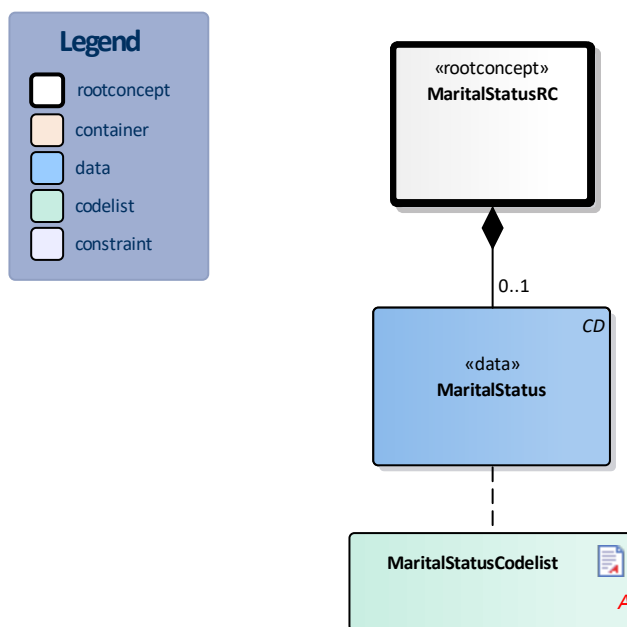 Legend
rootconcept
container
data
codelist
constraint
«rootconcept»
MaritalStatusRC
0..1
CD
«data»
MaritalStatus
MaritalStatusCodelist